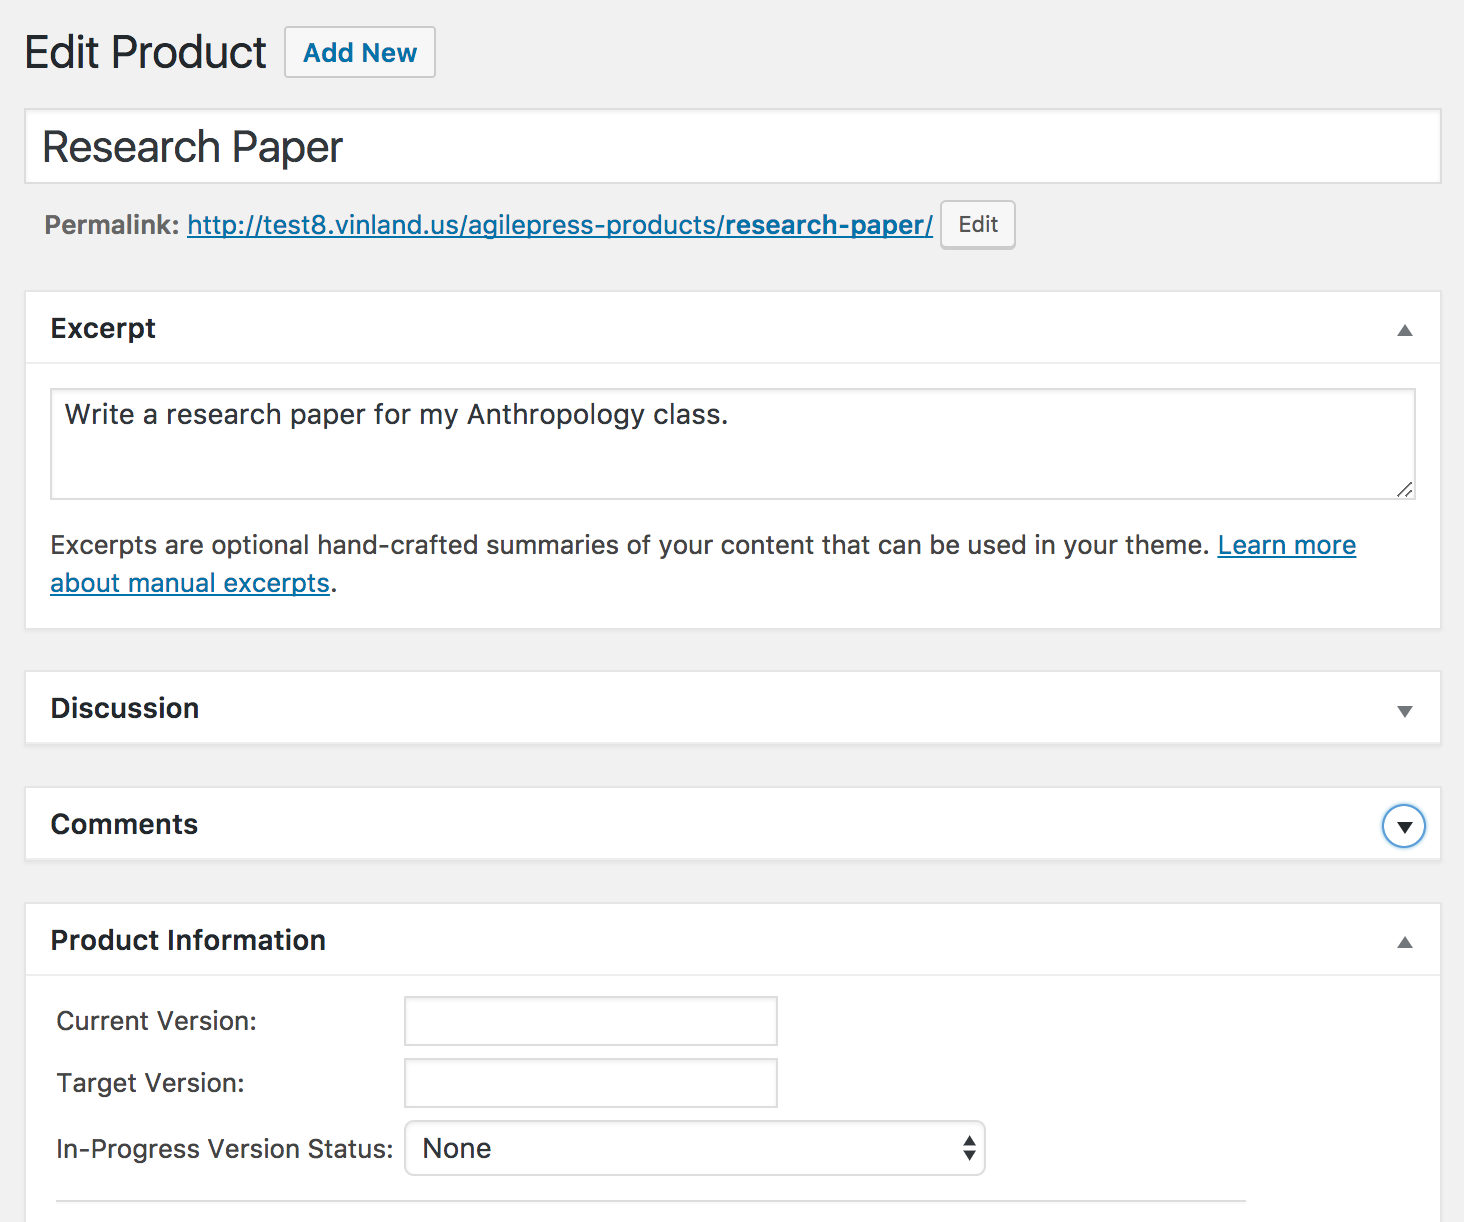 Edit Product Add New
Research Paper
Permalink: http://test8.vinland.us/agilepress-products/research-paper/ Edit
Excerpt
Write a research paper for my Anthropology class.
Excerpts are optional hand-crafted summaries of your content that can be used in your theme. Learn more
about manual excerpts.
Discussion
Comments
Product Information
Current Version:
Target Version:
In-Progress Version Status: None